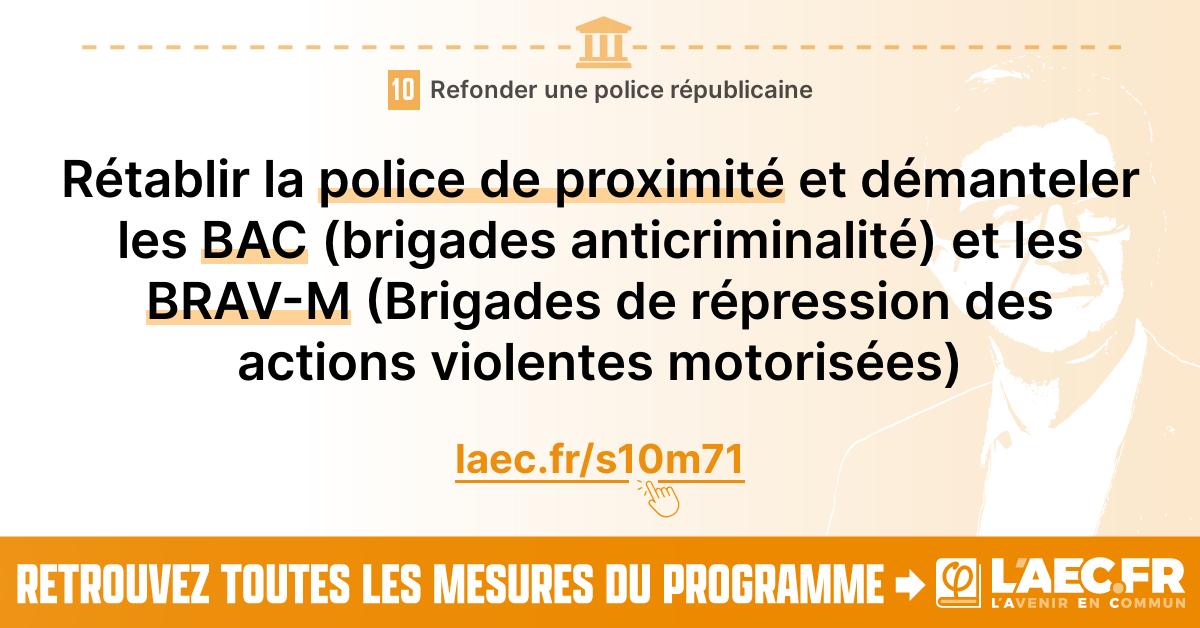 10 Refonder une police républicaine
Rétablir la police de proximité et démanteler
les BAC (brigades anticriminalité) et les
BRAV-M (Brigades de répression des
actions violentes motorisées)
laec.fr/s10m71
RETROUVEZ TOUTES LES MESURES DU PROGRAMME
φ L'AEC.FR
L'AVENIR EN COMMUN